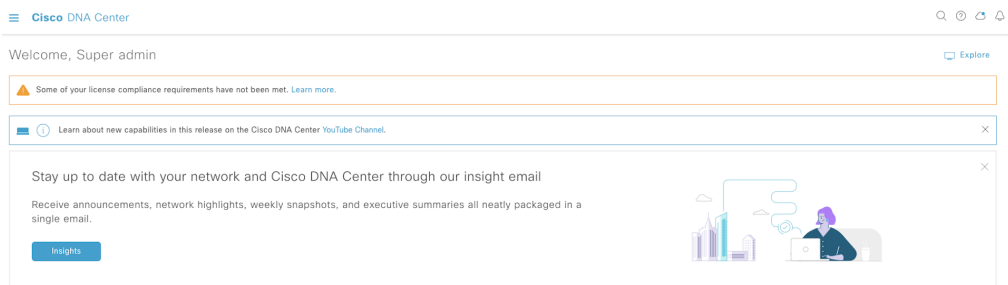 Cisco DNA Center
Welcome, Super admin
Explore
Some of your license compliance requirements have not been met. Learn more.
Learn about new capabilities in this release on the Cisco DNA Center YouTube Channel.
Stay up to date with your network and Cisco DNA Center through our insight email
Receive announcements, network highlights, weekly snapshots, and executive summaries all neatly packaged in a
single email.
Insights